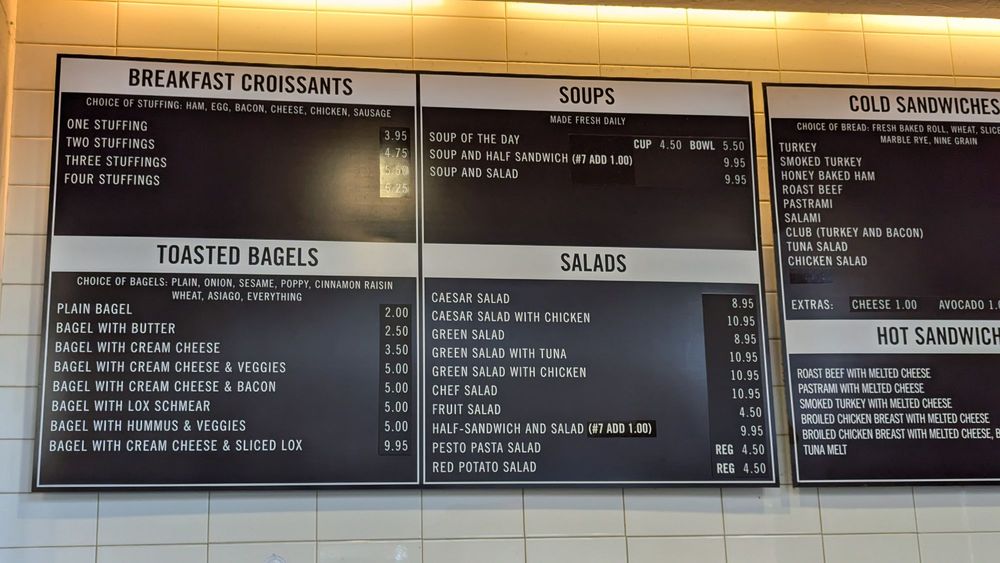 BREAKFAST CROISSANTS
CHOICE OF STUFFING: HAM, EGG, BACON, CHEESE, CHICKEN, SAUSAGE
ONE STUFFING 3.95
TWO STUFFINGS 4.75
THREE STUFFINGS 5.50
FOUR STUFFINGS 6.25
TOASTED BAGELS
CHOICE OF BAGELS: PLAIN, ONION, SESAME, POPPY, CINNAMON RAISIN
WHEAT, ASIAGO, EVERYTHING
PLAIN BAGEL 2.00
BAGEL WITH BUTTER 2.50
BAGEL WITH CREAM CHEESE 3.50
BAGEL WITH CREAM CHEESE & VEGGIES 5.00
BAGEL WITH CREAM CHEESE & BACON 5.00
BAGEL WITH LOX SCHMEAR 5.00
BAGEL WITH HUMMUS & VEGGIES 5.00
BAGEL WITH CREAM CHEESE & SLICED LOX 9.95
SOUPS
MADE FRESH DAILY
SOUP OF THE DAY CUP 4.50 BOWL 5.50
SOUP AND HALF SANDWICH (#7 ADD 1.00) 9.95
SOUP AND SALAD 9.95
SALADS
CAESAR SALAD 8.95
CAESAR SALAD WITH CHICKEN 10.95
GREEN SALAD 8.95
GREEN SALAD WITH TUNA 10.95
GREEN SALAD WITH CHICKEN 10.95
CHEF SALAD 10.95
FRUIT SALAD 4.50
HALF-SANDWICH AND SALAD (#7 ADD 1.00) 9.95
PESTO PASTA SALAD REG 4.50
RED POTATO SALAD REG 4.50
COLD SANDWICHES
CHOICE OF BREAD: FRESH BAKED ROLL, WHEAT, SLICE
MARBLE RYE, NINE GRAIN
TURKEY
SMOKED TURKEY
HONEY BAKED HAM
ROAST BEEF
PASTRAMI
SALAMI
CLUB (TURKEY AND BACON)
TUNA SALAD
CHICKEN SALAD
EXTRAS: CHEESE 1.00 AVOCADO 1.
HOT SANDWICH
ROAST BEEF WITH MELTED CHEESE
PASTRAMI WITH MELTED CHEESE
SMOKED TURKEY WITH MELTED CHEESE
BROILED CHICKEN BREAST WITH MELTED CHEESE
BROILED CHICKEN BREAST WITH MELTED CHEESE, B
TUNA MELT